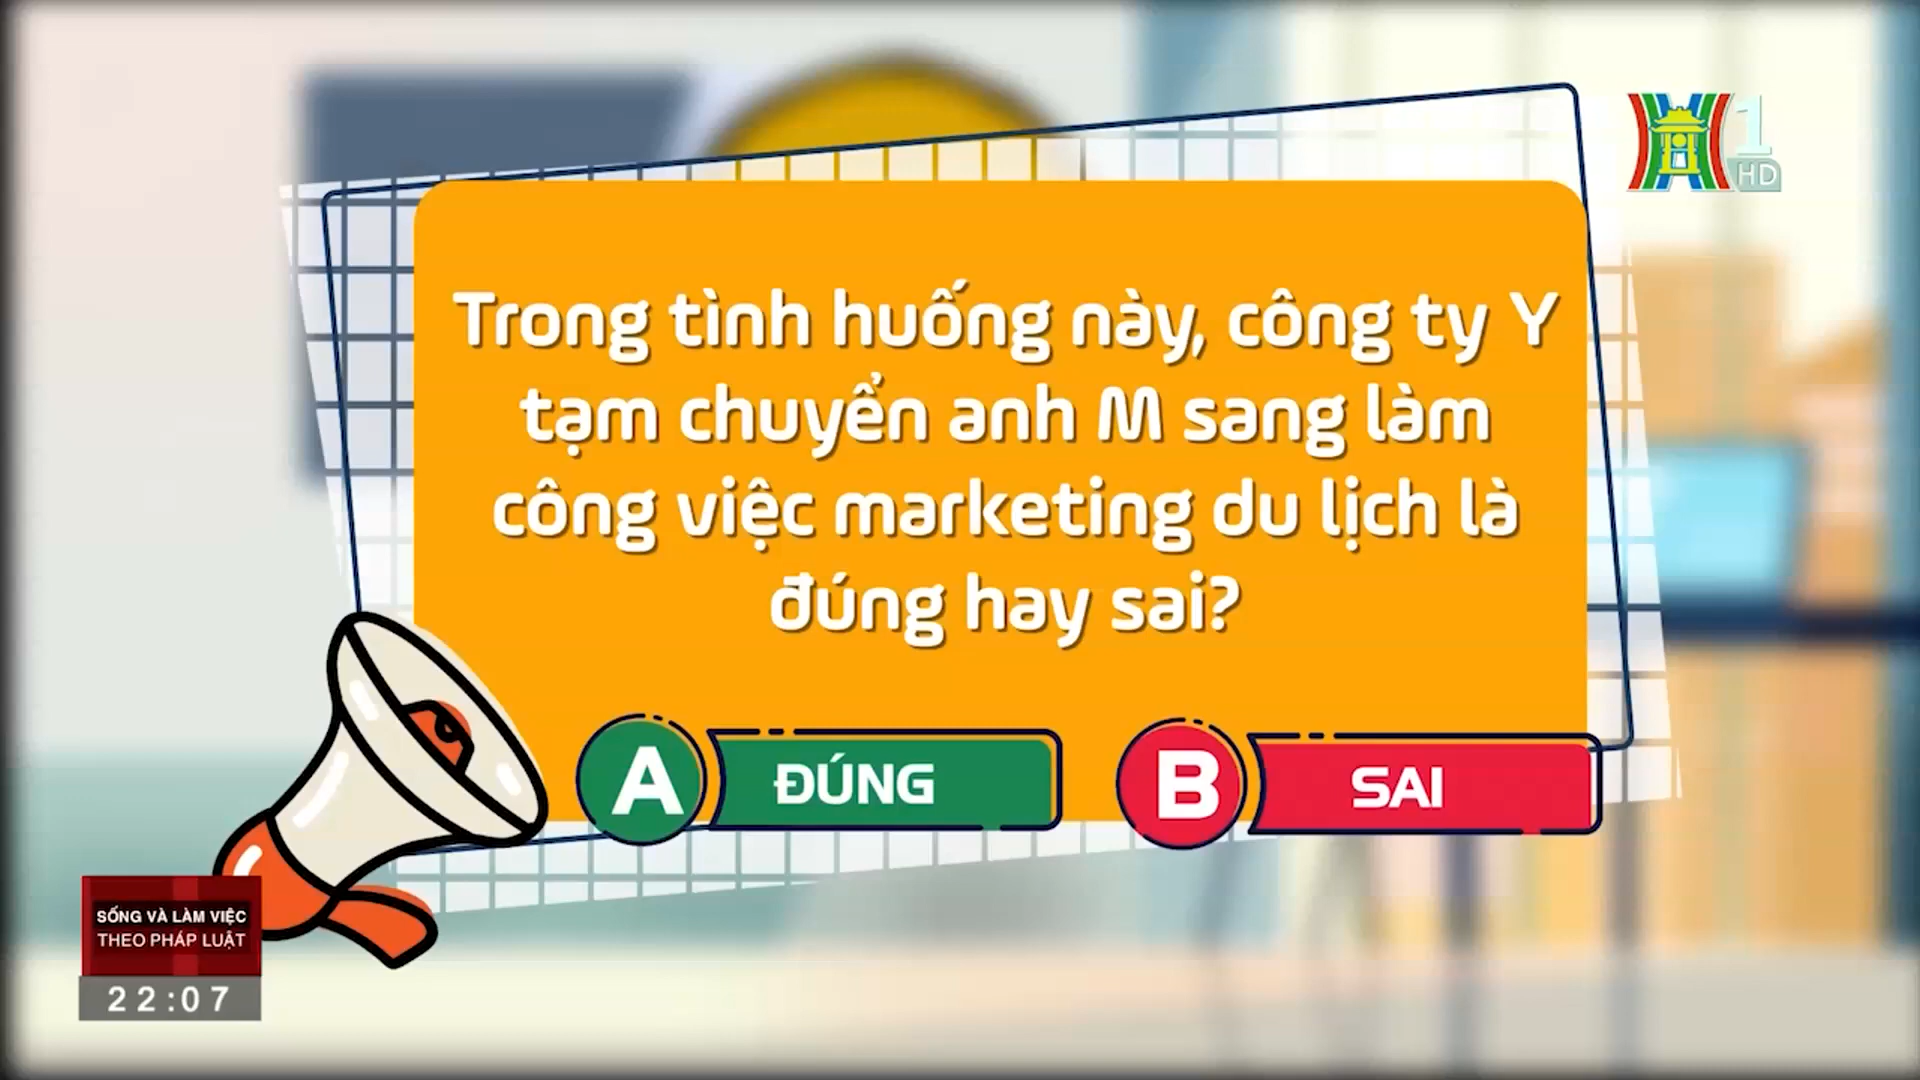 1
HD
Trong tình huống này, công ty Y
tạm chuyển anh M sang làm
công việc marketing du lịch là
đúng hay sai?
A ĐÚNG
B SAI
SỐNG VÀ LÀM VIỆC
THEO PHÁP LUẬT
22:07